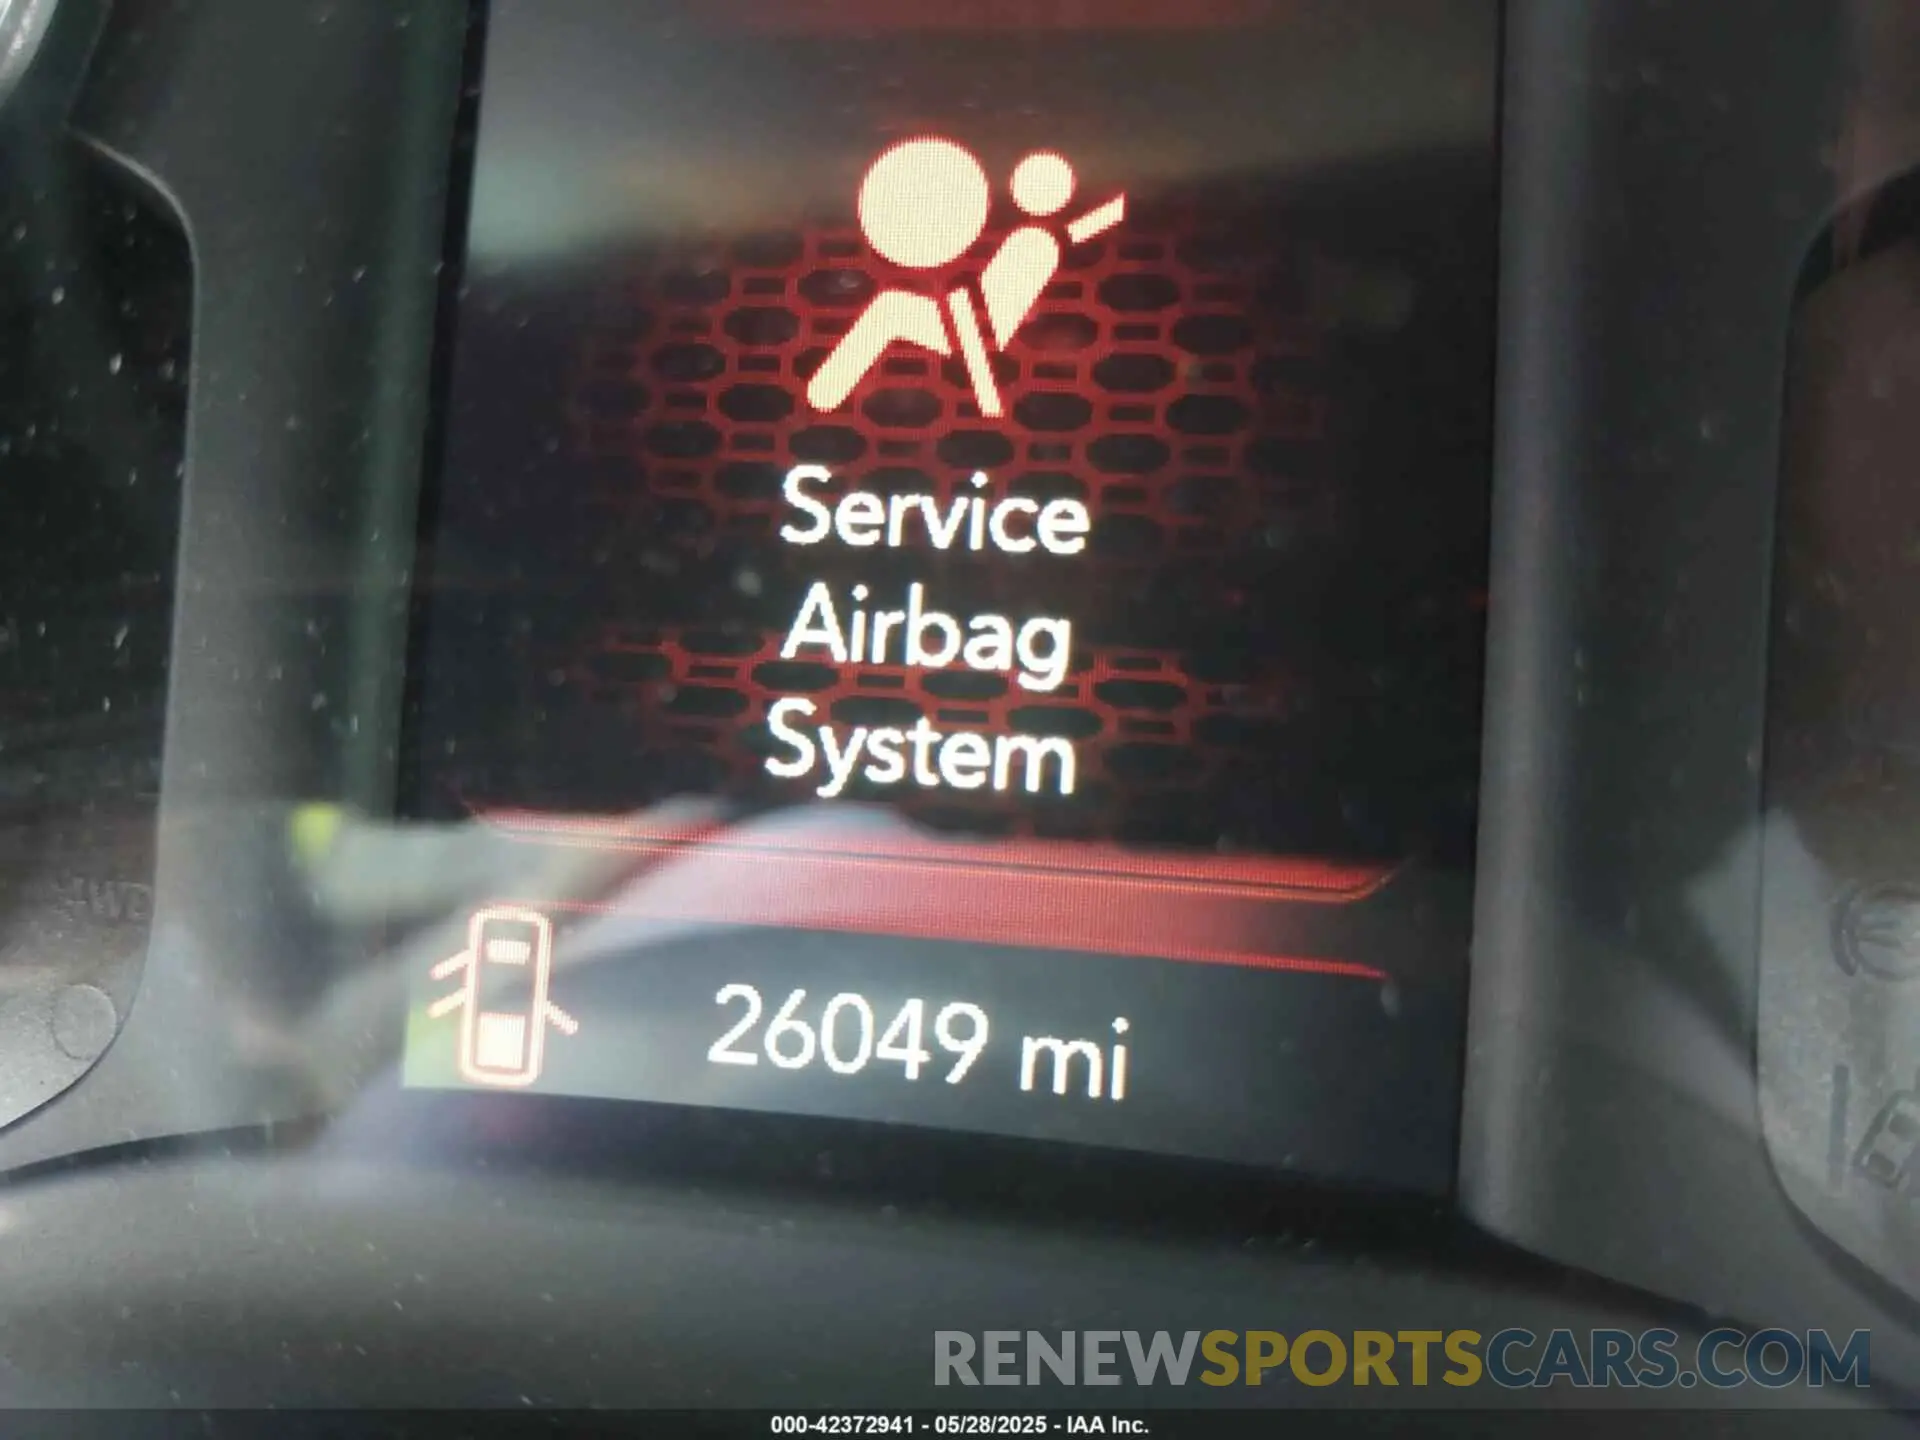 Service
Airbag
System
26049 mi
RENEWSPORTSCARS.COM
000-42372941 - 05/28/2025 - IAA Inc.